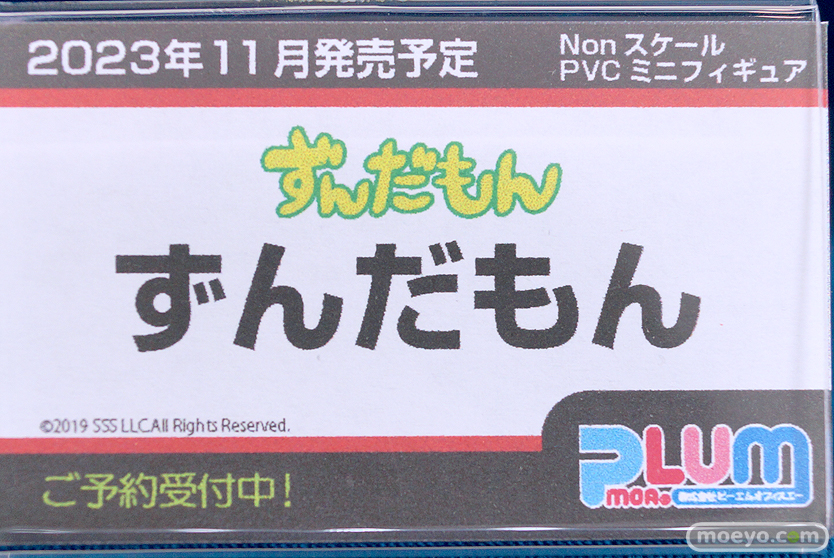 2023年11月発売予定
Non スケール
PVC ミニフィギュア
ずんだもん
ずんだもん
©2019 SSS LLC.All Rights Reserved.
ご予約受付中!
PLUM
PMOA
株式会社ピーエムオフィスエー
moeyo.com